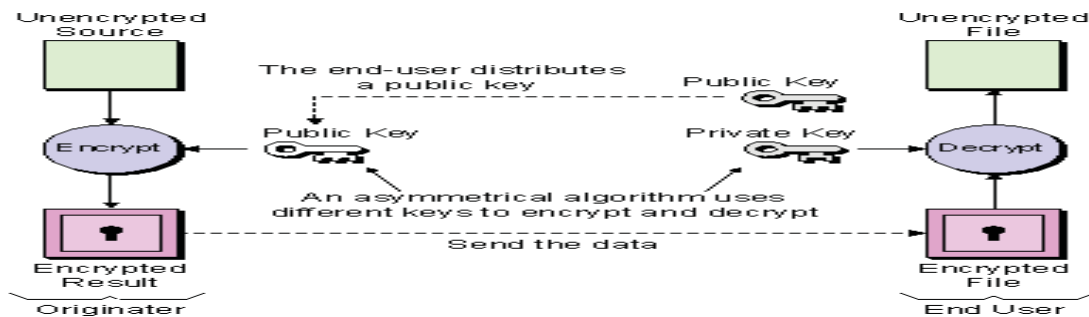 Unencrypted
Source
Unencrypted
File
The end-user distributes
a public key
Public Key
Public Key
Private Key
Encrypt
Decrypt
An asymmetrical algorithm uses
different keys to encrypt and decrypt
Send the data
Encrypted
Result
Encrypted
File
Originater
End User